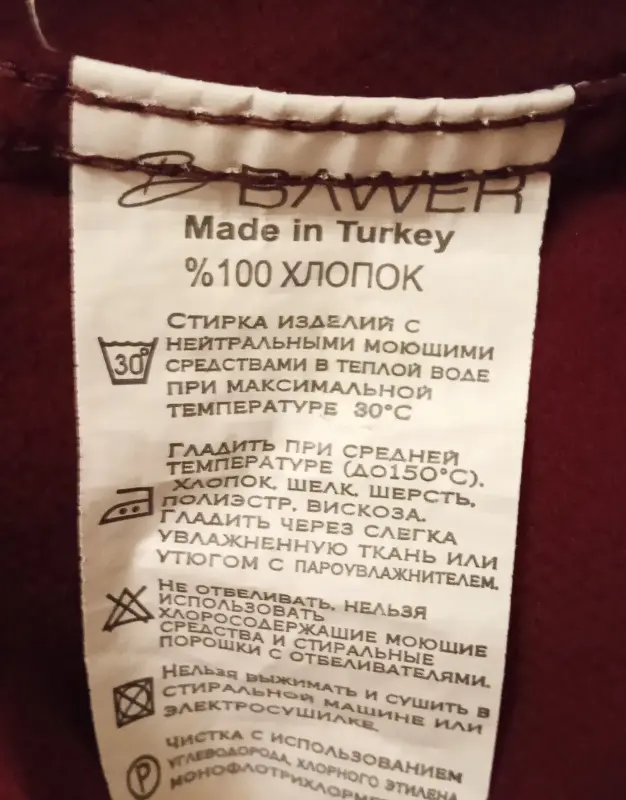 B BAWER
Made in Turkey
%100 ХЛОПОК
СТИРКА ИЗДЕЛИЙ С
НЕЙТРАЛЬНЫМИ МОЮЩИМИ
СРЕДСТВАМИ В ТЕПЛОЙ ВОДЕ
ПРИ МАКСИМАЛЬНОЙ
ТЕМПЕРАТУРЕ 30°C
30°
ГЛАДИТЬ ПРИ СРЕДНЕЙ
ТЕМПЕРАТУРЕ (ДО150°C).
ХЛОПОК, ШЕЛК, ШЕРСТЬ,
ПОЛИЭСТР, ВИСКОЗА.
ГЛАДИТЬ ЧЕРЕЗ СЛЕГКА
УВЛАЖНЕННУЮ ТКАНЬ ИЛИ
УТЮГОМ С ПАРОУВЛАЖНИТЕЛЕМ.
НЕ ОТБЕЛИВАТЬ, НЕЛЬЗЯ
ИСПОЛЬЗОВАТЬ
ХЛОРОСОДЕРЖАЩИЕ МОЮЩИЕ
СРЕДСТВА И СТИРАЛЬНЫЕ
ПОРОШКИ С ОТБЕЛИВАТЕЛЯМИ.
НЕЛЬЗЯ ВЫЖИМАТЬ И СУШИТЬ В
СТИРАЛЬНОЙ МАШИНЕ ИЛИ
ЭЛЕКТРОСУШИЛКЕ.
P
ЧИСТКА С ИСПОЛЬЗОВАНИЕМ
УГЛЕВОДОРОДА, ХЛОРНОГО ЭТИЛЕНА